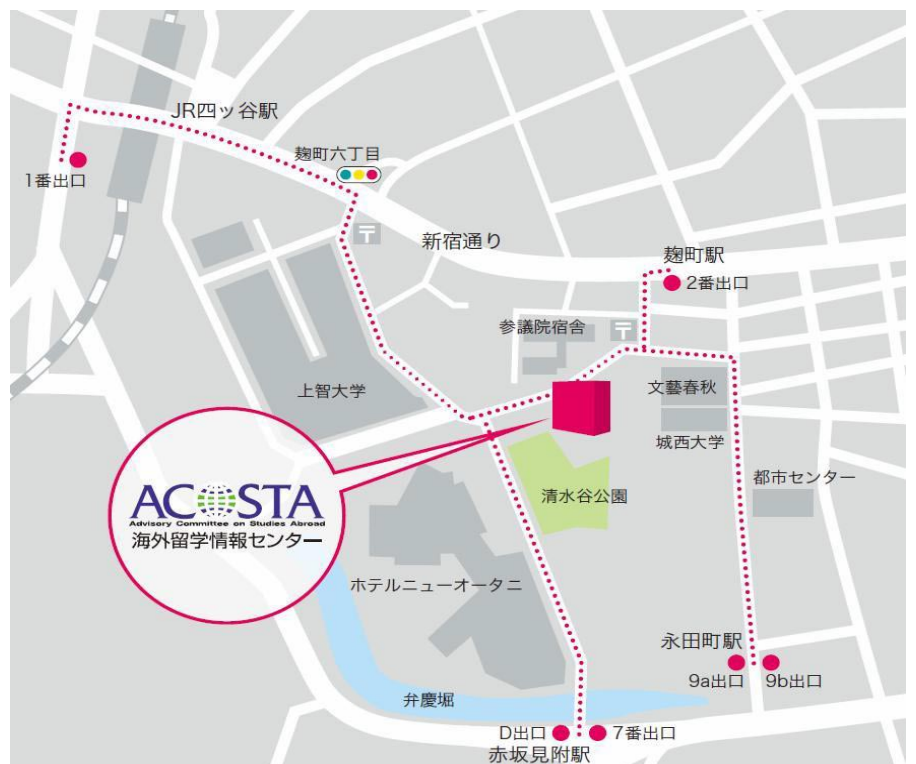 JR四ッ谷駅
麹町六丁目
1番出口
〒
新宿通り
麹町駅
2番出口
参議院宿舎
〒
上智大学
文藝春秋
城西大学
清水谷公園
都市センター
ACOSTA
Advisory Committee on Studies Abroad
海外留学情報センター
ホテルニューオータニ
永田町駅
9a出口
9b出口
弁慶堀
D出口
7番出口
赤坂見附駅